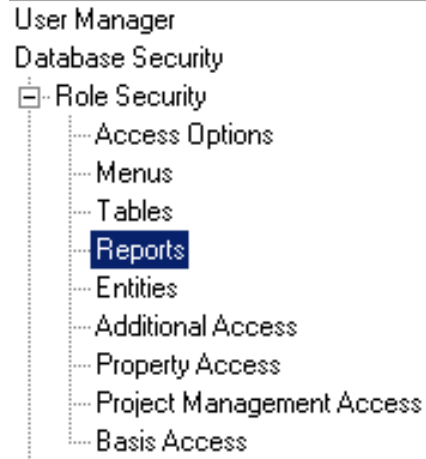 User Manager
Database Security
Role Security
Access Options
Menus
Tables
Reports
Entities
Additional Access
Property Access
Project Management Access
Basis Access